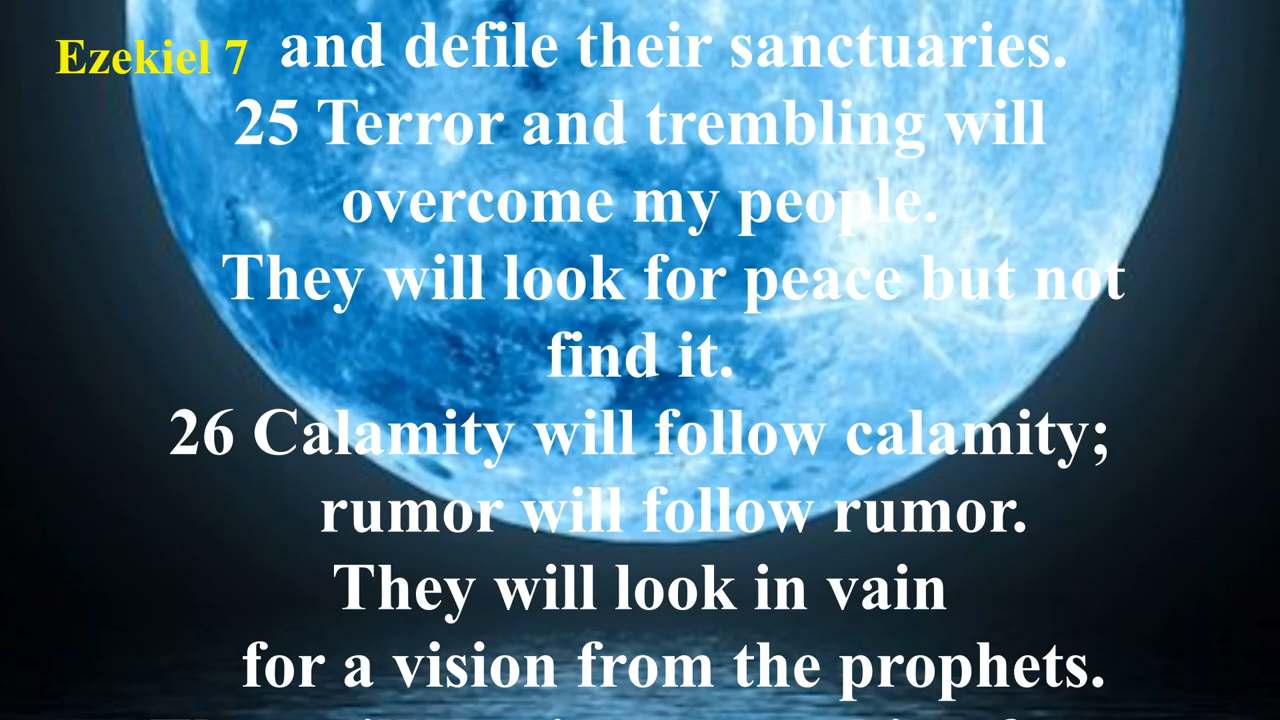 Ezekiel 7
and defile their sanctuaries.
25 Terror and trembling will
overcome my people.
They will look for peace but not
find it.
26 Calamity will follow calamity;
rumor will follow rumor.
They will look in vain
for a vision from the prophets.